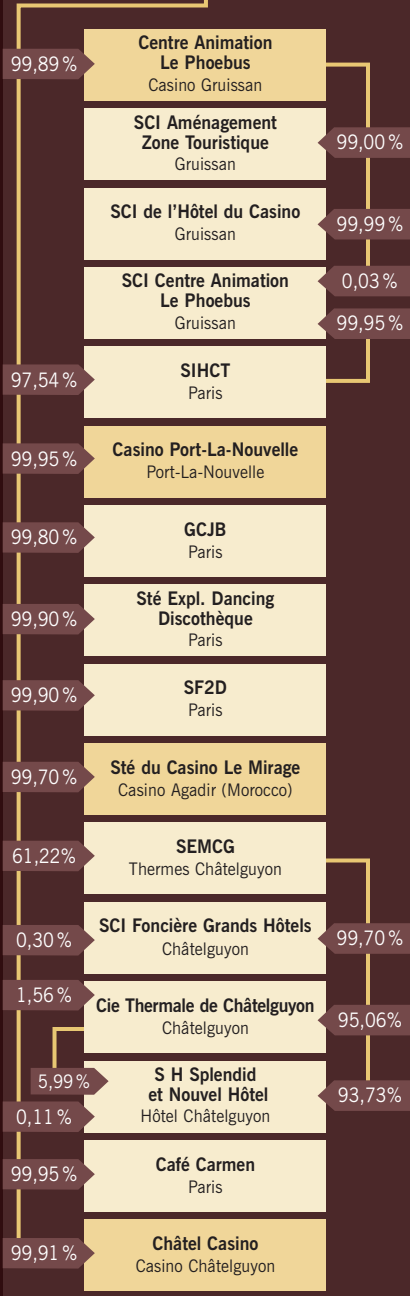 99,89 %
Centre Animation
Le Phoebus
Casino Gruissan
SCI Aménagement
Zone Touristique
Gruissan
99,00 %
SCI de l'Hôtel du Casino
Gruissan
99,99 %
SCI Centre Animation
Le Phoebus
Gruissan
0,03 %
99,95 %
97,54 %
SIHCT
Paris
99,95 %
Casino Port-La-Nouvelle
Port-La-Nouvelle
99,80 %
GCJB
Paris
99,90 %
Sté Expl. Dancing
Discothèque
Paris
99,90 %
SF2D
Paris
99,70 %
Sté du Casino Le Mirage
Casino Agadir (Morocco)
61,22%
SEMCG
Thermes Châtelguyon
0,30 %
SCI Foncière Grands Hôtels
Châtelguyon
99,70 %
1,56 %
Cie Thermale de Châtelguyon
Châtelguyon
95,06%
5,99 %
0,11 %
S H Splendid
et Nouvel Hôtel
Hôtel Châtelguyon
93,73%
99,95 %
Café Carmen
Paris
99,91 %
Châtel Casino
Casino Châtelguyon